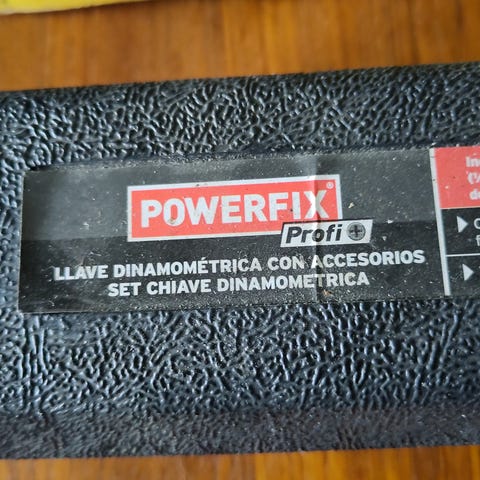 POWERFIX®
Profi+
LLAVE DINAMOMÉTRICA CON ACCESORIOS
SET CHIAVE DINAMOMETRICA